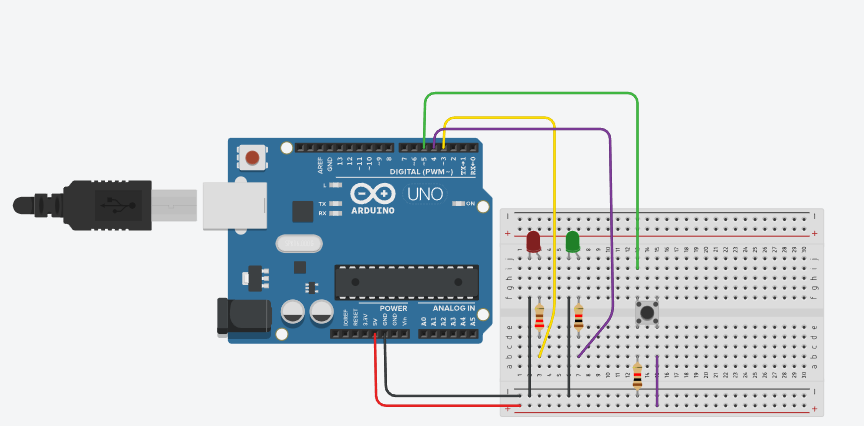 AREF
GND
13
12
~11
~10
~9
8
7
~6
~5
4
~3
2
TX→1
RX←0
DIGITAL (PWM~)
L
TX
RX
UNO
ARDUINO
ON
POWER
ANALOG IN
IOREF
RESET
3.3V
5V
GND
GND
Vin
A0
A1
A2
A3
A4
A5